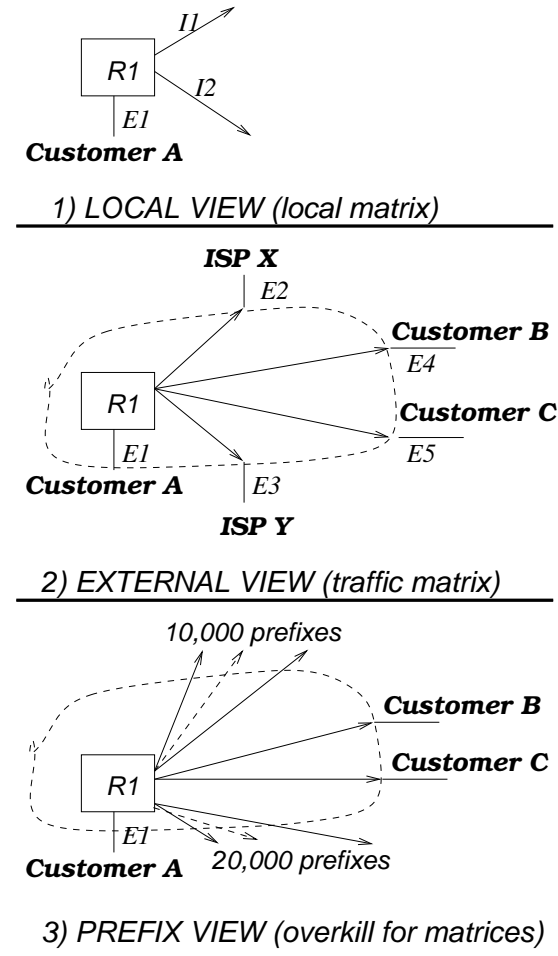 I1
R1
I2
E1
Customer A
1) LOCAL VIEW (local matrix)
ISP X
E2
Customer B
E4
R1
Customer C
E1
E5
Customer A
E3
ISP Y
2) EXTERNAL VIEW (traffic matrix)
10,000 prefixes
Customer B
Customer C
R1
E1
Customer A
20,000 prefixes
3) PREFIX VIEW (overkill for matrices)